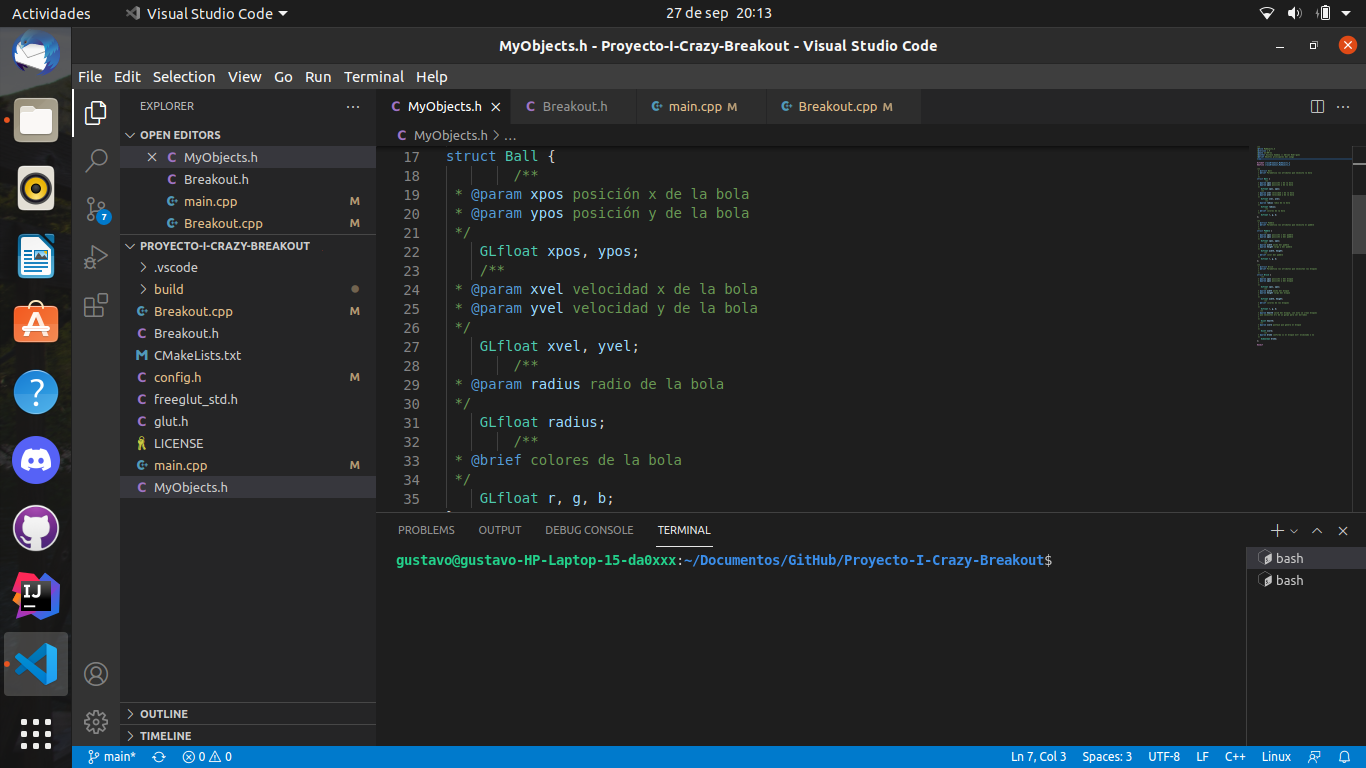 Actividades Visual Studio Code 27 de sep 20:13
MyObjects.h - Proyecto-I-Crazy-Breakout - Visual Studio Code
File Edit Selection View Go Run Terminal Help
EXPLORER
OPEN EDITORS
MyObjects.h
Breakout.h
main.cpp M
Breakout.cpp M
PROYECTO-I-CRAZY-BREAKOUT
.vscode
build
Breakout.cpp M
Breakout.h
CMakeLists.txt
config.h M
freeglut_std.h
glut.h
LICENSE
main.cpp M
MyObjects.h
OUTLINE
TIMELINE
7
MyObjects.h Breakout.h main.cpp M Breakout.cpp M
MyObjects.h > ...
17 struct Ball {
18 /**
19 * @param xpos posición x de la bola
20 * @param ypos posición y de la bola
21 */
22 GLfloat xpos, ypos;
23 /**
24 * @param xvel velocidad x de la bola
25 * @param yvel velocidad y de la bola
26 */
27 GLfloat xvel, yvel;
28 /**
29 * @param radius radio de la bola
30 */
31 GLfloat radius;
32 /**
33 * @brief colores de la bola
34 */
35 GLfloat r, g, b;
PROBLEMS OUTPUT DEBUG CONSOLE TERMINAL
gustavo@gustavo-HP-Laptop-15-da0xxx:~/Documentos/GitHub/Proyecto-I-Crazy-Breakout$
bash
bash
main* 0 0 Ln 7, Col 3 Spaces: 3 UTF-8 LF C++ Linux